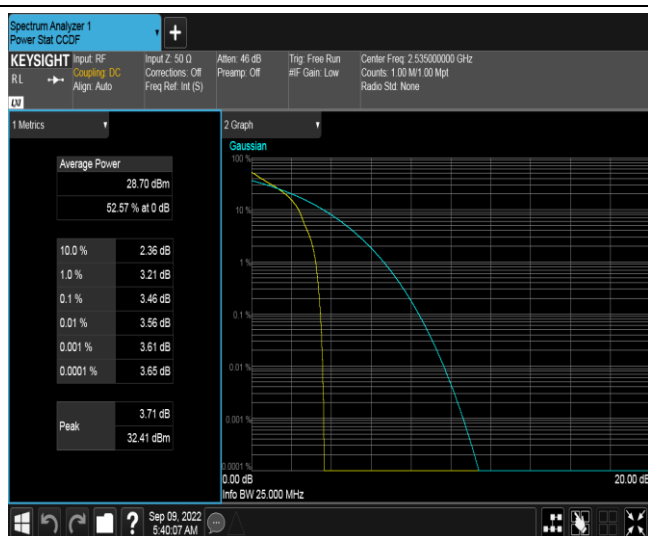 Spectrum Analyzer 1
Power Stat CCDF
+
KEYSIGHT
RL
LXI
Input: RF
Coupling: DC
Align: Auto
Input Z: 50 Ω
Corrections: Off
Freq Ref: Int (S)
Atten: 46 dB
Preamp: Off
Trig: Free Run
#IF Gain: Low
Center Freq: 2.535000000 GHz
Counts: 1.00 M/1.00 Mpt
Radio Std: None
1 Metrics
Average Power
28.70 dBm
52.57 % at 0 dB
10.0 % 2.36 dB
1.0 % 3.21 dB
0.1 % 3.46 dB
0.01 % 3.56 dB
0.001 % 3.61 dB
0.0001 % 3.65 dB
Peak
3.71 dB
32.41 dBm
2 Graph
Gaussian
100 %
10 %
1 %
0.1 %
0.01 %
0.001 %
0.0001 %
0.00 dB
20.00 dB
Info BW 25.000 MHz
?
Sep 09, 2022
5:40:07 AM